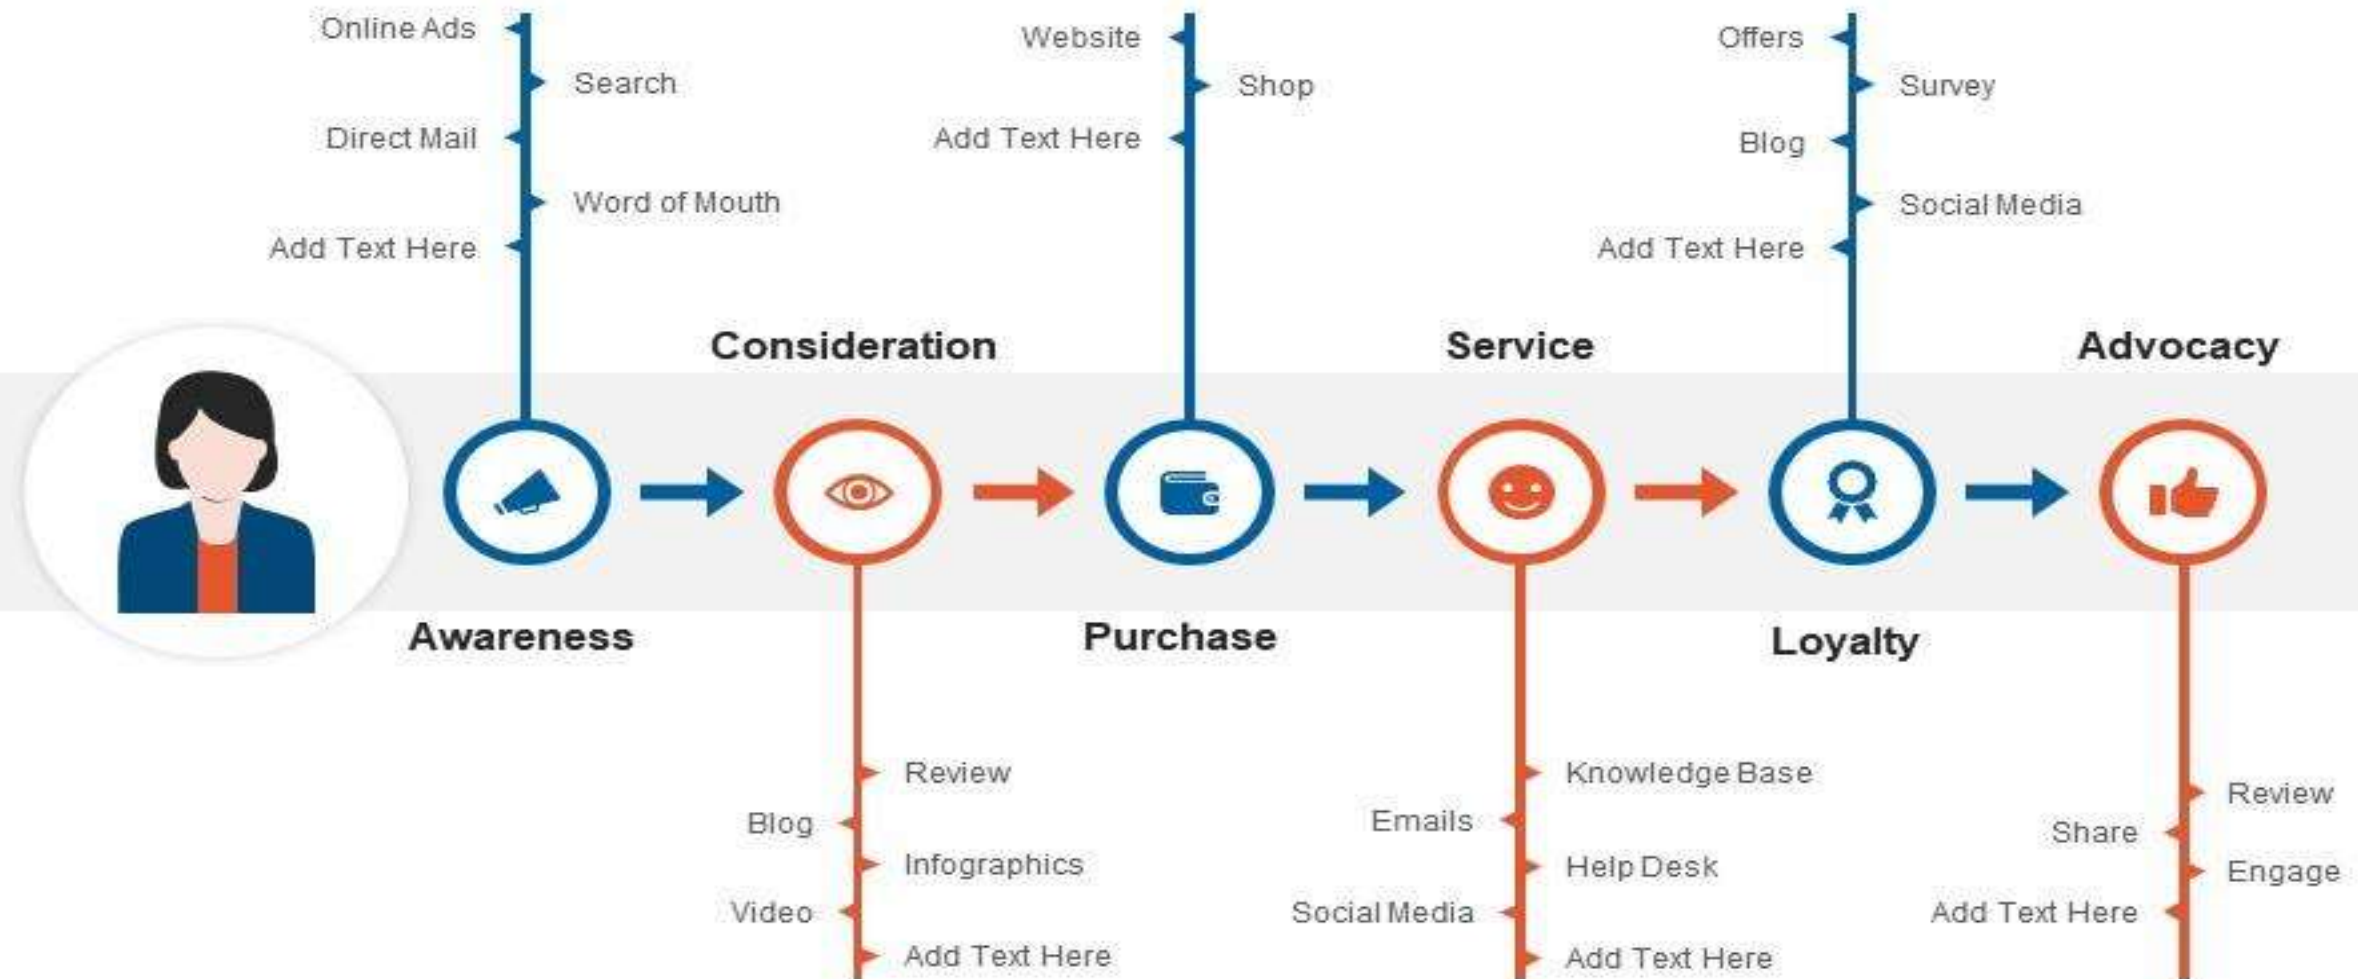 Online Ads
Search
Direct Mail
Word of Mouth
Add Text Here
Website
Shop
Add Text Here
Offers
Survey
Blog
Social Media
Add Text Here
Consideration
Service
Advocacy
Awareness
Purchase
Loyalty
Review
Blog
Infographics
Video
Add Text Here
Knowledge Base
Emails
Help Desk
Social Media
Add Text Here
Review
Share
Engage
Add Text Here